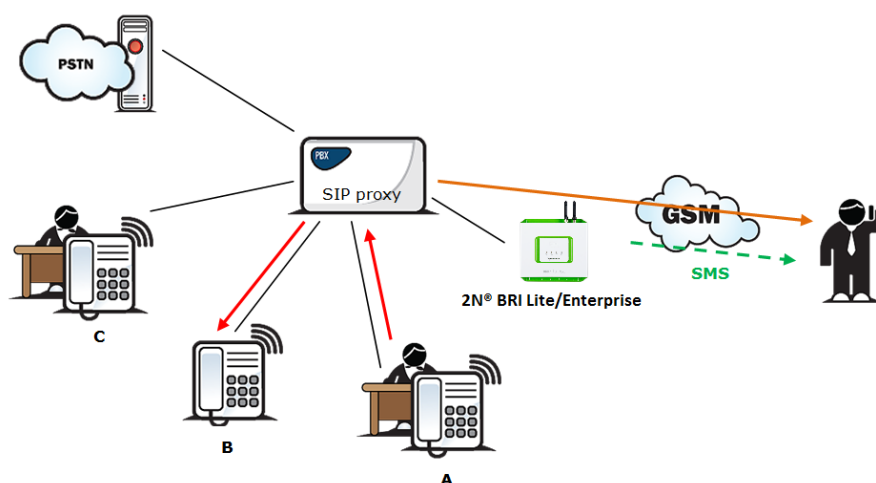 PSTN
PBX
SIP proxy
GSM
SMS
2N® BRI Lite/Enterprise
C
B
A